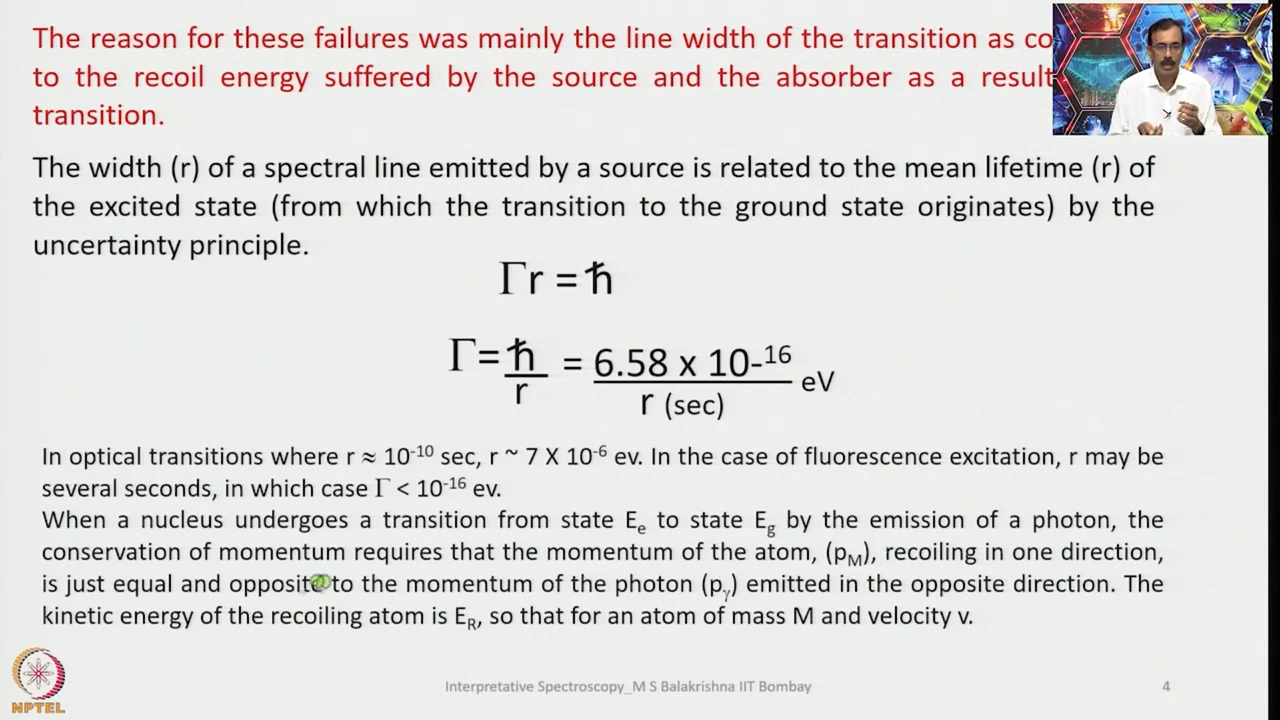 The reason for these failures was mainly the line width of the transition as co
to the recoil energy suffered by the source and the absorber as a result
transition.
The width (r) of a spectral line emitted by a source is related to the mean lifetime (r) of
the excited state (from which the transition to the ground state originates) by the
uncertainty principle.
Γr = ħ
Γ= ħ/r = 6.58 x 10-¹⁶/r (sec) eV
In optical transitions where r ≈ 10⁻¹⁰ sec, r ~ 7 X 10⁻⁶ ev. In the case of fluorescence excitation, r may be
several seconds, in which case Γ < 10⁻¹⁶ ev.
When a nucleus undergoes a transition from state Eₑ to state E_g by the emission of a photon, the
conservation of momentum requires that the momentum of the atom, (p_M), recoiling in one direction,
is just equal and opposite to the momentum of the photon (pᵧ) emitted in the opposite direction. The
kinetic energy of the recoiling atom is E_R, so that for an atom of mass M and velocity v.
NPTEL
Interpretative Spectroscopy_M S Balakrishna IIT Bombay
4